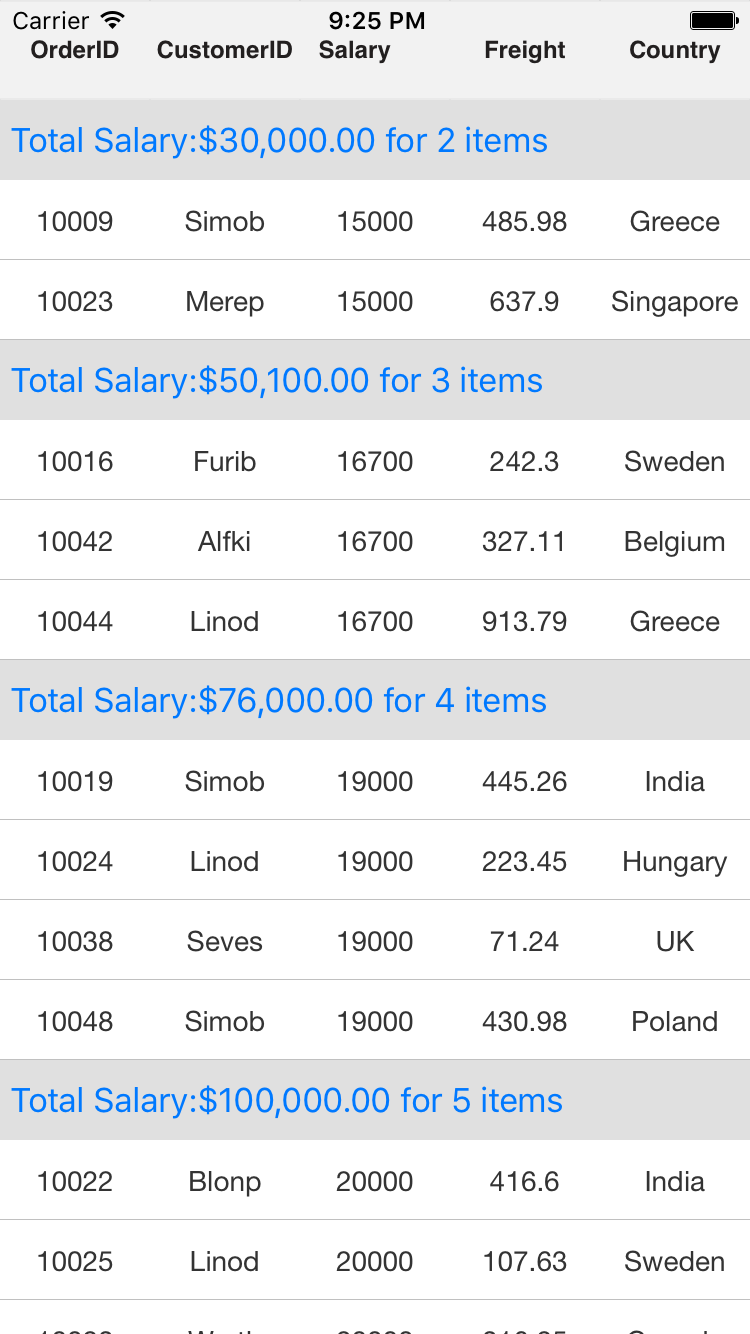 Carrier 9:25 PM
OrderID CustomerID Salary Freight Country
Total Salary:$30,000.00 for 2 items
10009 Simob 15000 485.98 Greece
10023 Merep 15000 637.9 Singapore
Total Salary:$50,100.00 for 3 items
10016 Furib 16700 242.3 Sweden
10042 Alfki 16700 327.11 Belgium
10044 Linod 16700 913.79 Greece
Total Salary:$76,000.00 for 4 items
10019 Simob 19000 445.26 India
10024 Linod 19000 223.45 Hungary
10038 Seves 19000 71.24 UK
10048 Simob 19000 430.98 Poland
Total Salary:$100,000.00 for 5 items
10022 Blonp 20000 416.6 India
10025 Linod 20000 107.63 Sweden